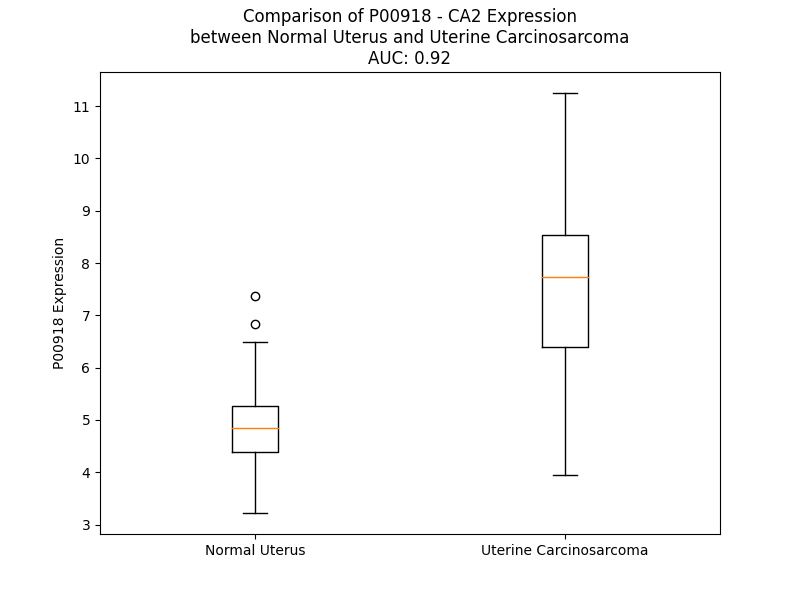 Comparison of P00918 - CA2 Expression
between Normal Uterus and Uterine Carcinosarcoma
AUC: 0.92
11
10
9
8
7
6
5
4
3
P00918 Expression
Normal Uterus
Uterine Carcinosarcoma